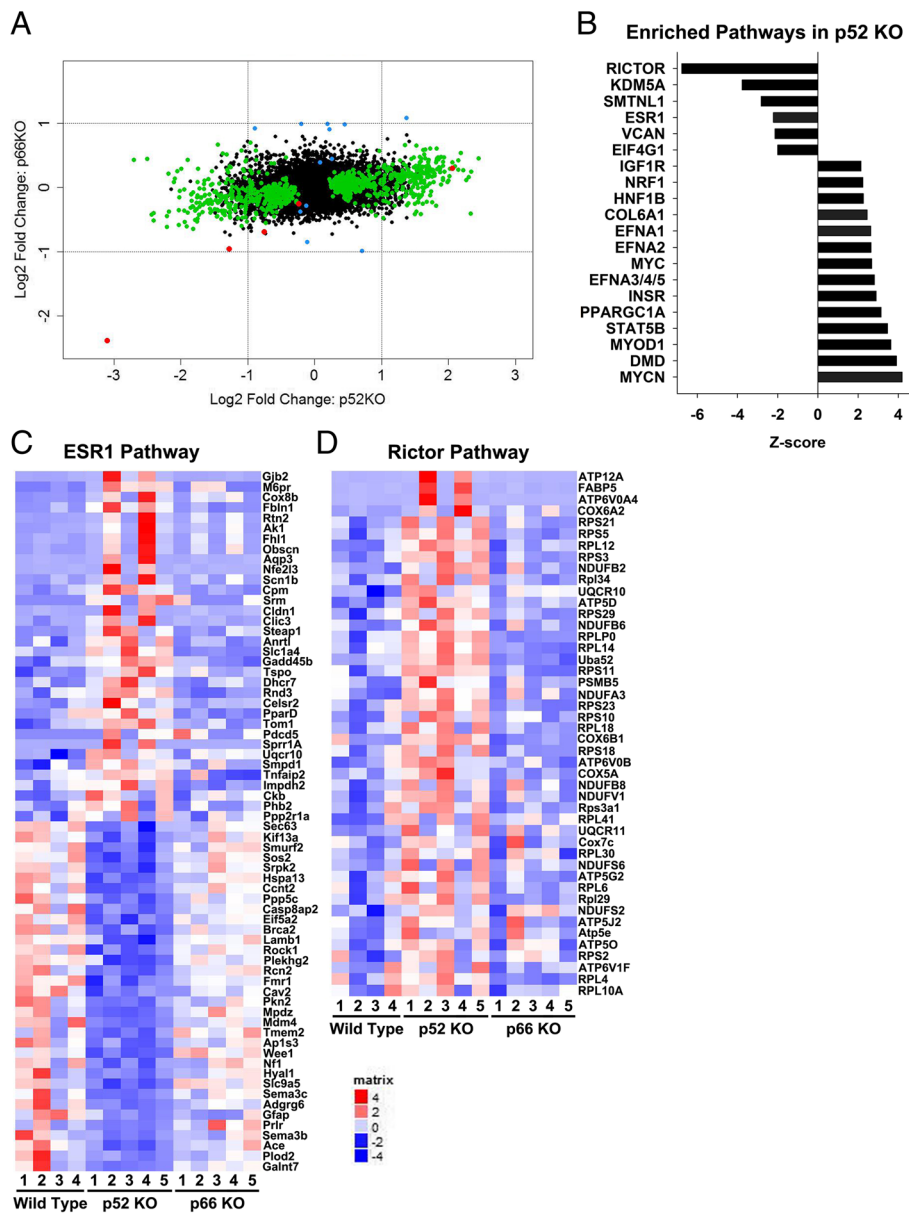 A
Log2 Fold Change: p66KO
1
0
-1
-2
-3
-2
-1
0
1
2
3
Log2 Fold Change: p52KO
B
Enriched Pathways in p52 KO
RICTOR
KDM5A
SMTNL1
ESR1
VCAN
EIF4G1
IGF1R
NRF1
HNF1B
COL6A1
EFNA1
EFNA2
MYC
EFNA3/4/5
INSR
PPARGC1A
STAT5B
MYOD1
DMD
MYCN
-6
-4
-2
0
2
4
Z-score
C
ESR1 Pathway
Gjb2
M6pr
Cox8b
Fbln1
Rtn2
Ak1
Fhl1
Obscn
Aqp3
Nfe2l3
Scn1b
Cpm
Srm
Cldn1
Clic3
Steap1
Anrtl
Slc1a4
Gadd45b
Tspo
Dhcr7
Rnd3
Celsr2
PparD
Tom1
Pdcd5
Sprr1A
Uqcr10
Smpd1
Tnfaip2
Impdh2
Ckb
Phb2
Ppp2r1a
Sec63
Kif13a
Smurf2
Sos2
Srpk2
Hspa13
Ccnt2
Ppp5c
Casp8ap2
Eif5a2
Brca2
Lamb1
Rock1
Plekhg2
Rcn2
Fmr1
Cav2
Pkn2
Mpdz
Mdm4
Tmem2
Ap1s3
Wee1
Nf1
Hyal1
Slc9a5
Sema3c
Adgrg6
Gfap
Prlr
Sema3b
Ace
Plod2
Galnt7
1 2 3 4 1 2 3 4 5 1 2 3 4 5
Wild Type p52 KO p66 KO
D
Rictor Pathway
ATP12A
FABP5
ATP6V0A4
COX6A2
RPS21
RPS5
RPL12
RPS3
NDUFB2
Rpl34
UQCR10
ATP5D
RPS29
NDUFB6
RPLP0
RPL14
Uba52
RPS11
PSMB5
NDUFA3
RPS23
RPS10
RPL18
COX6B1
RPS18
ATP6V0B
COX5A
NDUFB8
NDUFV1
Rps3a1
RPL41
UQCR11
Cox7c
RPL30
NDUFS6
ATP5G2
RPL6
Rpl29
NDUFS2
ATP5J2
Atp5e
ATP5O
RPS2
ATP6V1F
RPL4
RPL10A
1 2 3 4 1 2 3 4 5 1 2 3 4 5
Wild Type p52 KO p66 KO
matrix
4
2
0
-2
-4